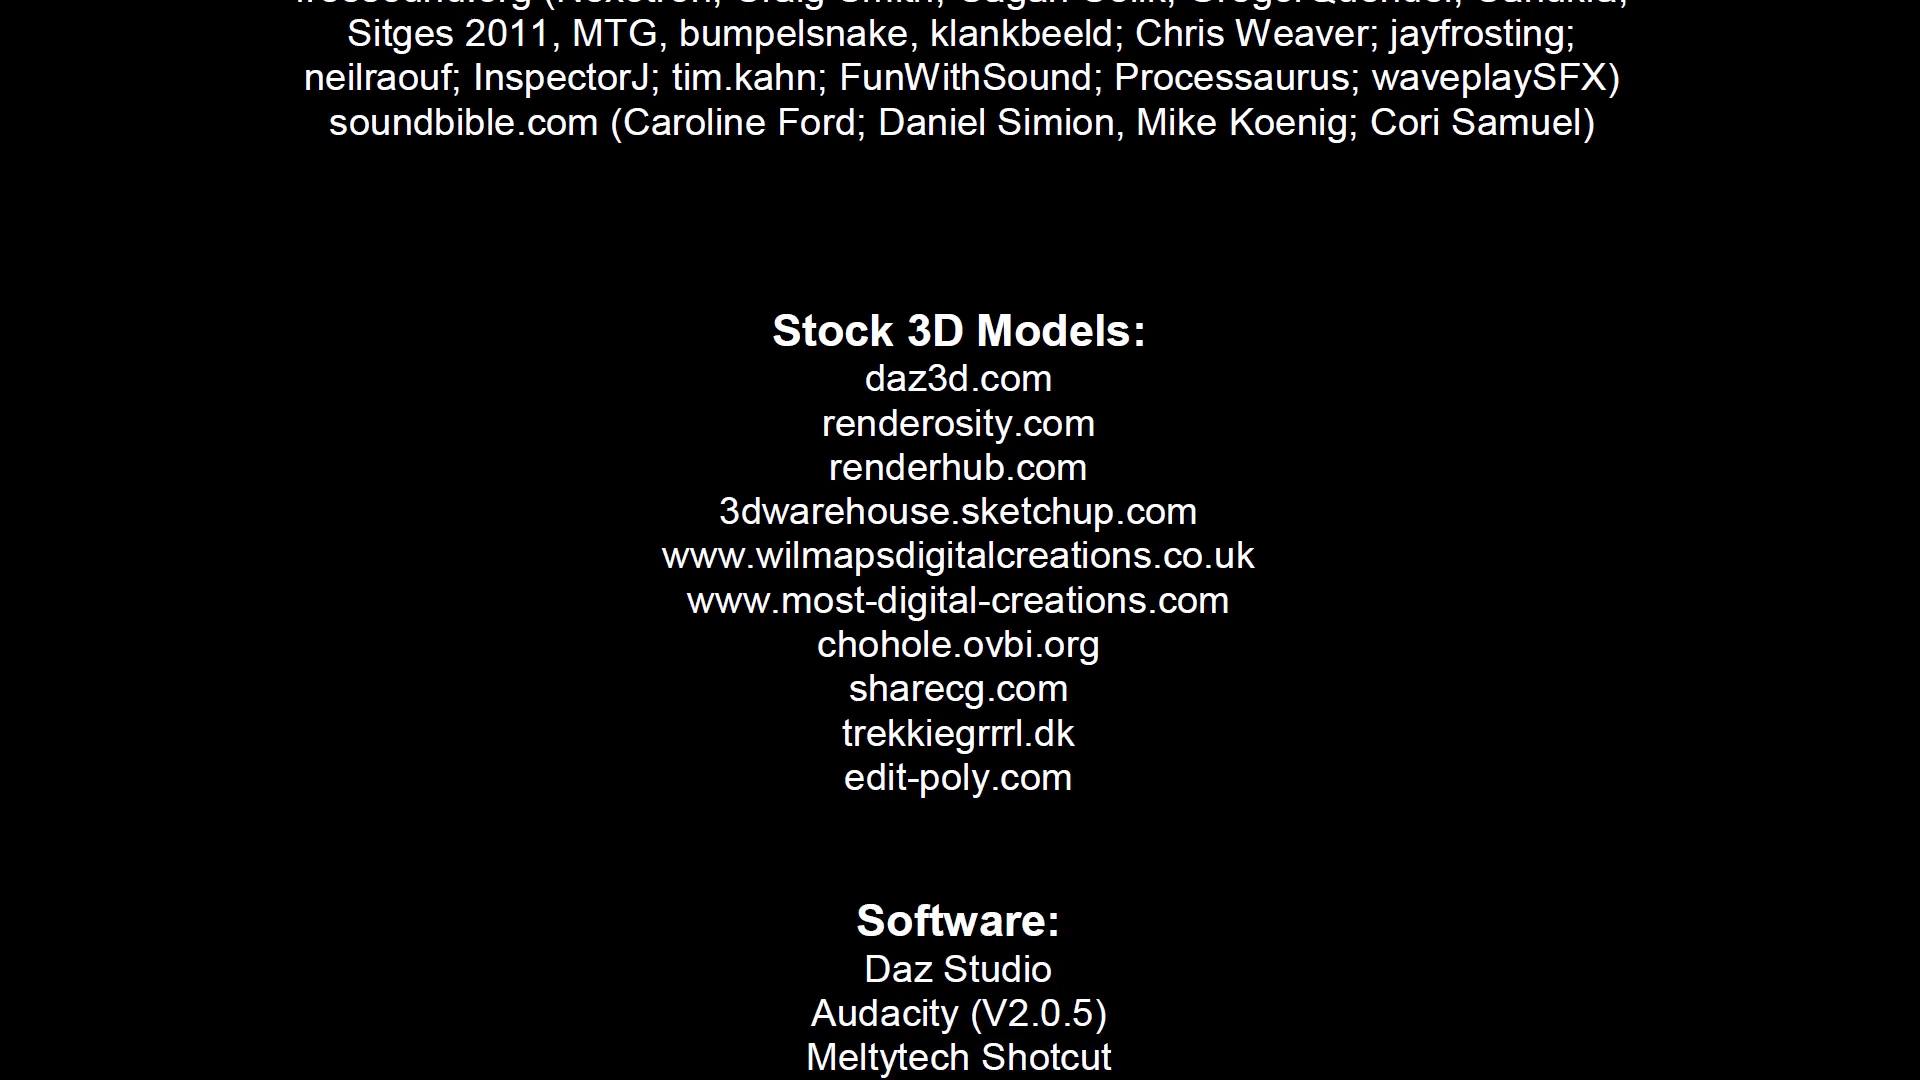 Sitges 2011, MTG, bumpelsnake, klankbeeld; Chris Weaver; jayfrosting;
neilraouf; InspectorJ; tim.kahn; FunWithSound; Processaurus; waveplaySFX)
soundbible.com (Caroline Ford; Daniel Simion, Mike Koenig; Cori Samuel)
Stock 3D Models:
daz3d.com
renderosity.com
renderhub.com
3dwarehouse.sketchup.com
www.wilmapsdigitalcreations.co.uk
www.most-digital-creations.com
chohole.ovbi.org
sharecg.com
trekkiegrrrl.dk
edit-poly.com
Software:
Daz Studio
Audacity (V2.0.5)
Meltytech Shotcut